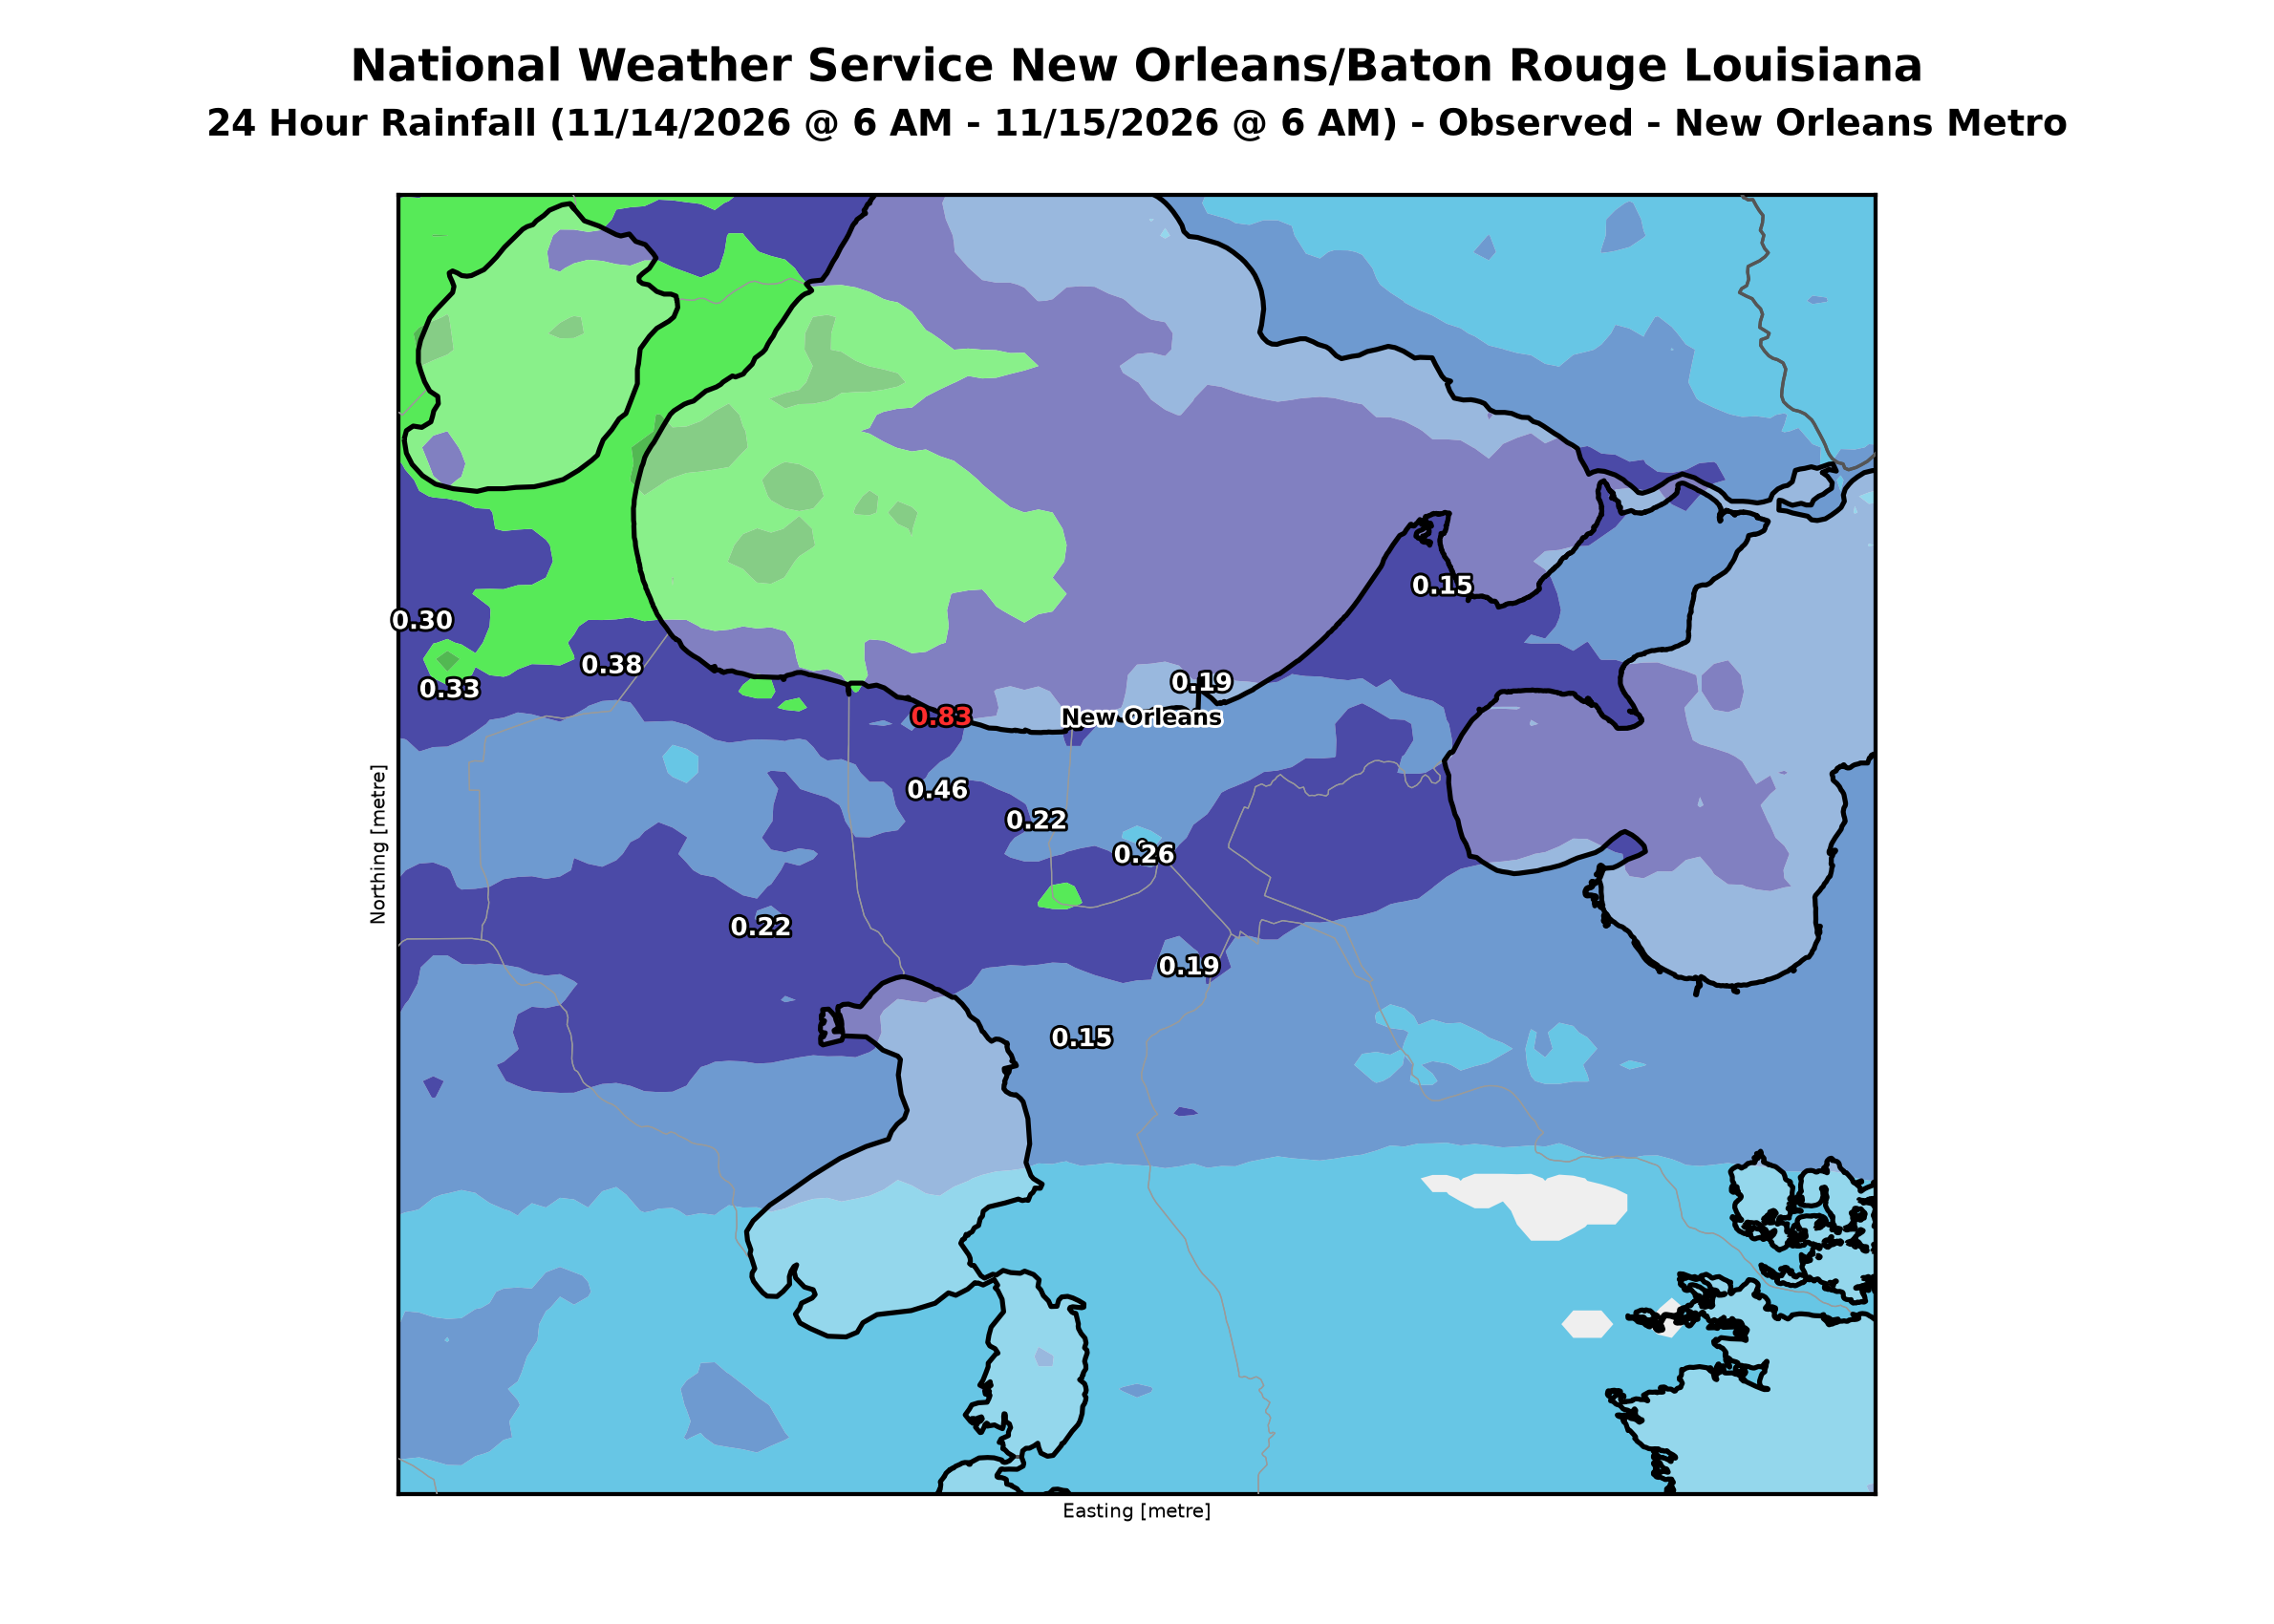 National Weather Service New Orleans/Baton Rouge Louisiana
24 Hour Rainfall (11/14/2026 @ 6 AM - 11/15/2026 @ 6 AM) - Observed - New Orleans Metro
0.15
0.30
0.38
0.33
0.19
0.83
New Orleans
0.46
0.22
0.26
0.22
0.19
0.15
Northing [metre]
Easting [metre]